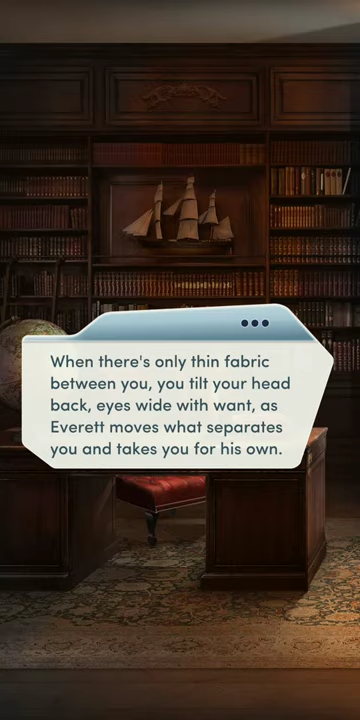 When there's only thin fabric
between you, you tilt your head
back, eyes wide with want, as
Everett moves what separates
you and takes you for his own.